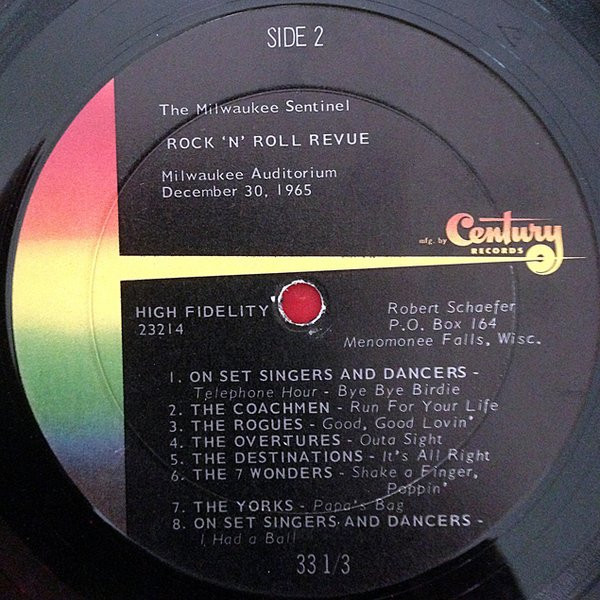 SIDE 2
The Milwaukee Sentinel
ROCK 'N' ROLL REVUE
Milwaukee Auditorium
December 30, 1965
mfg. by Century
RECORDS
HIGH FIDELITY
23214
Robert Schaefer
P.O. Box 164
Menomonee Falls, Wisc.
1. ON SET SINGERS AND DANCERS -
Telephone Hour - Bye Bye Birdie
2. THE COACHMEN - Run For Your Life
3. THE ROGUES - Good, Good Lovin'
4. THE OVERTURES - Outa Sight
5. THE DESTINATIONS - It's All Right
6. THE 7 WONDERS - Shake a Finger,
Poppin'
7. THE YORKS - Papa's Bag
8. ON SET SINGERS AND DANCERS -
I Had a Ball
33 1/3